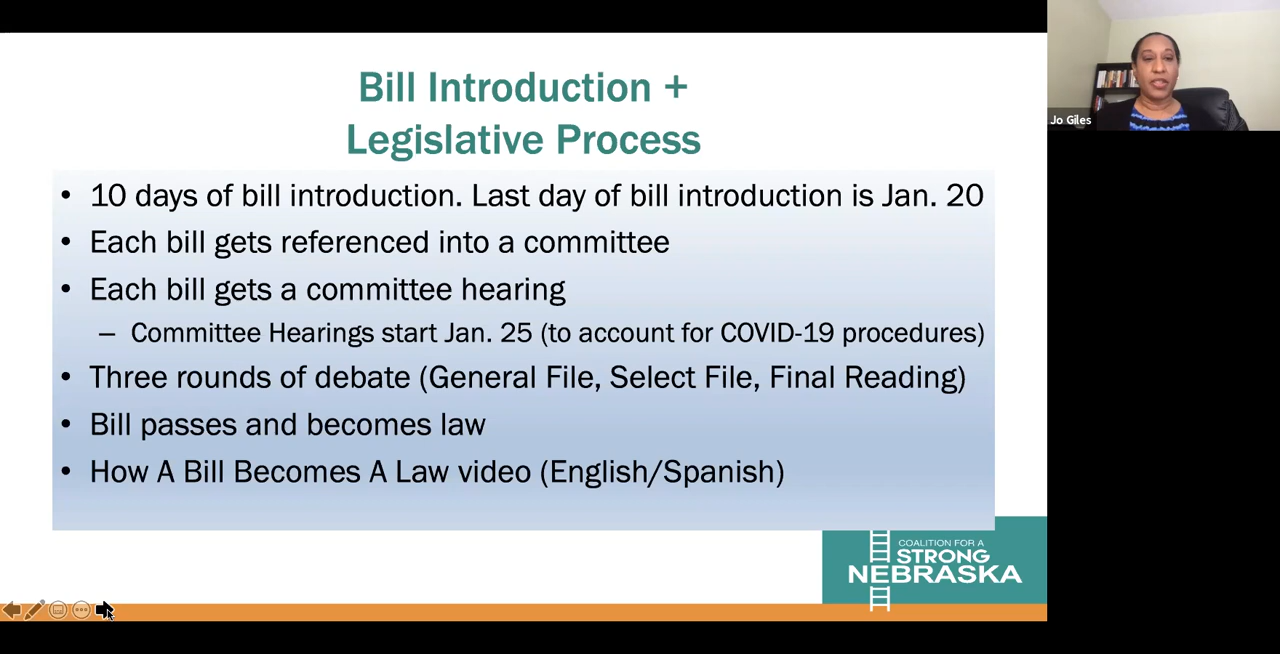 Bill Introduction +
Legislative Process
• 10 days of bill introduction. Last day of bill introduction is Jan. 20
• Each bill gets referenced into a committee
• Each bill gets a committee hearing
– Committee Hearings start Jan. 25 (to account for COVID-19 procedures)
• Three rounds of debate (General File, Select File, Final Reading)
• Bill passes and becomes law
• How A Bill Becomes A Law video (English/Spanish)
COALITION FOR A
STRONG
NEBRASKA
Jo Giles